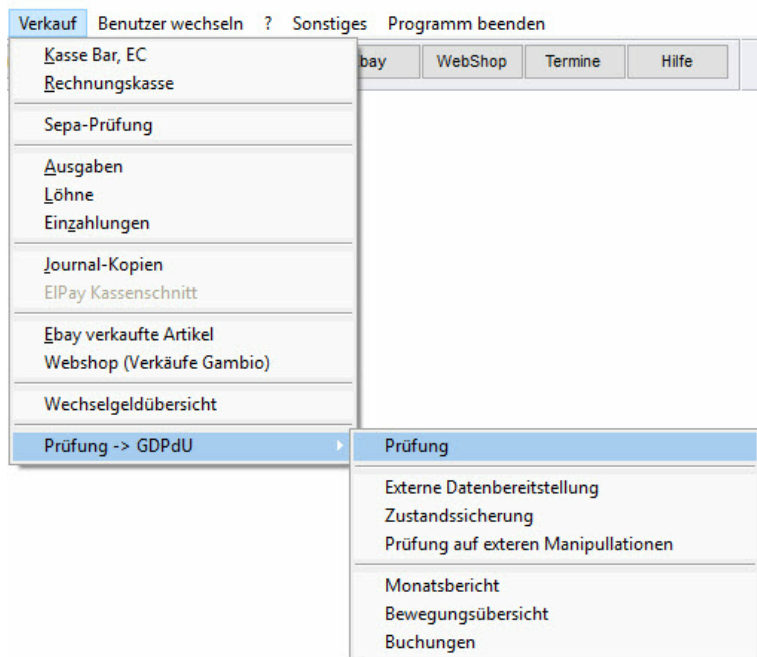 Verkauf Benutzer wechseln ? Sonstiges Programm beenden
bay WebShop Termine Hilfe
Kasse Bar, EC
Rechnungskasse
Sepa-Prüfung
Ausgaben
Löhne
Einzahlungen
Journal-Kopien
ElPay Kassenschnitt
Ebay verkaufte Artikel
Webshop (Verkäufe Gambio)
Wechselgeldübersicht
Prüfung -> GDPdU
Prüfung
Externe Datenbereitstellung
Zustandssicherung
Prüfung auf exteren Manipullationen
Monatsbericht
Bewegungsübersicht
Buchungen